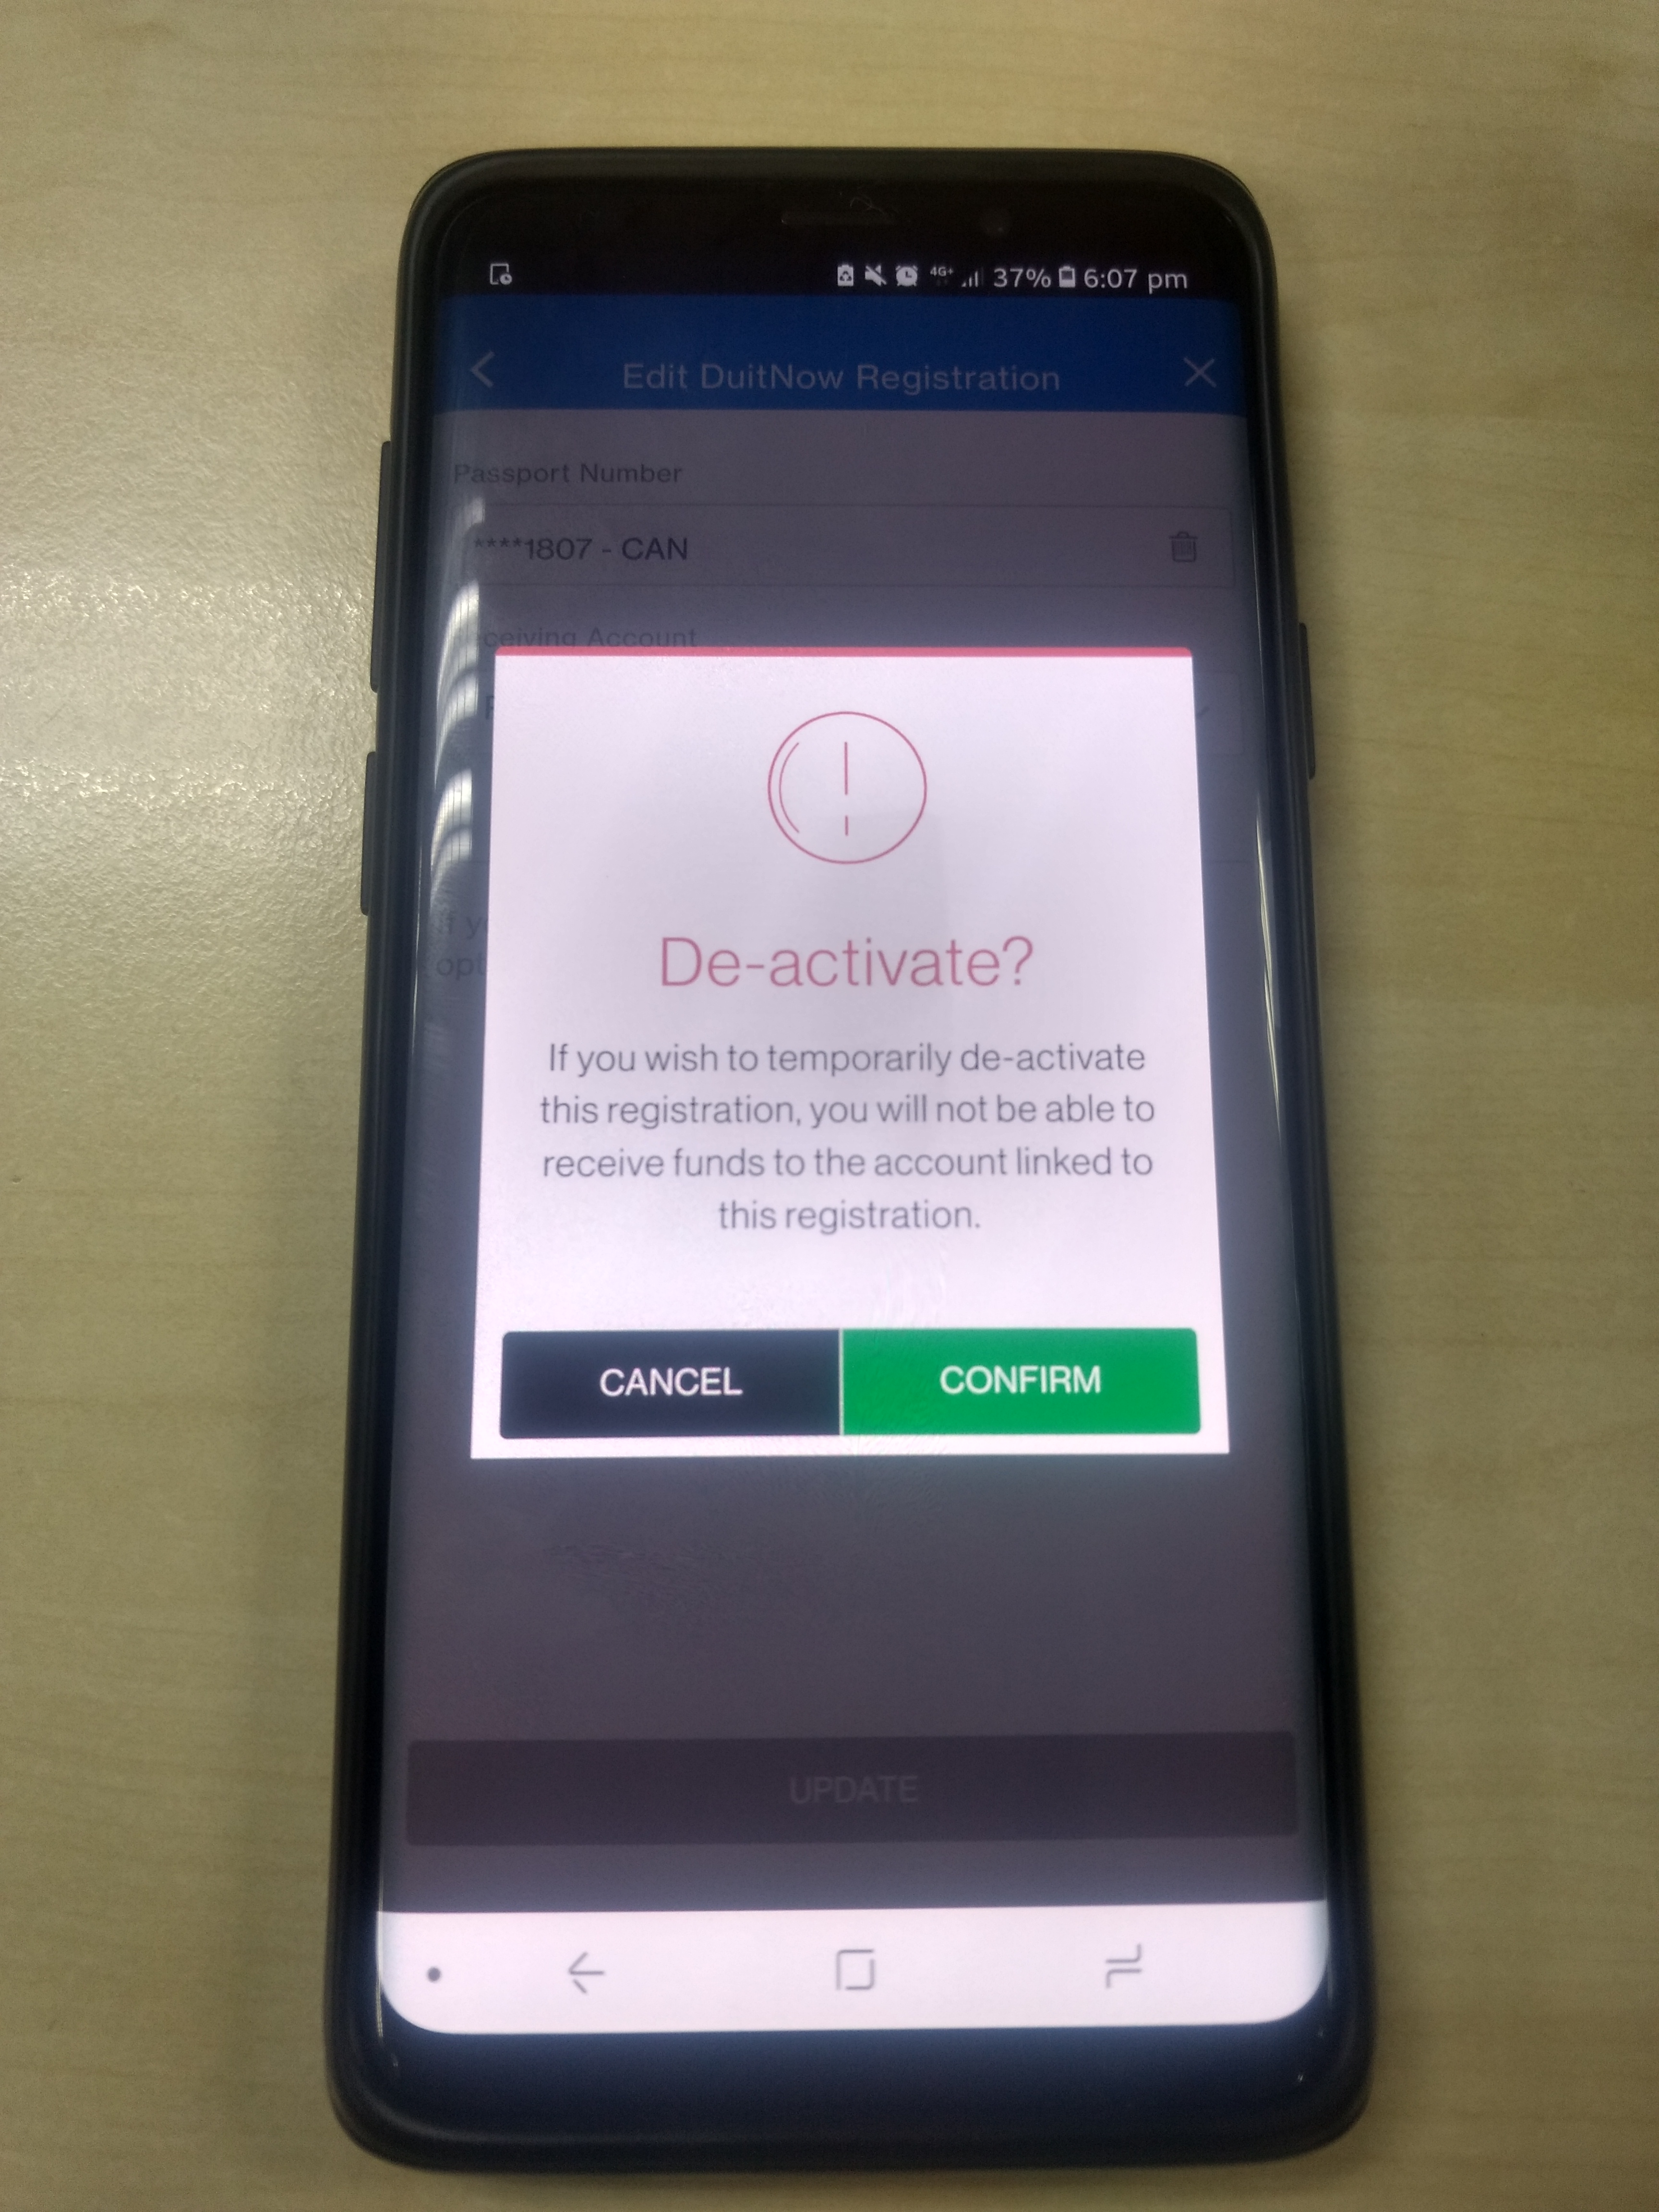 4G+ 37% 6:07 pm
Edit DuitNow Registration
Passport Number
****1807 - CAN
Receiving Account
De-activate?
If you wish to temporarily de-activate
this registration, you will not be able to
receive funds to the account linked to
this registration.
CANCEL CONFIRM
UPDATE